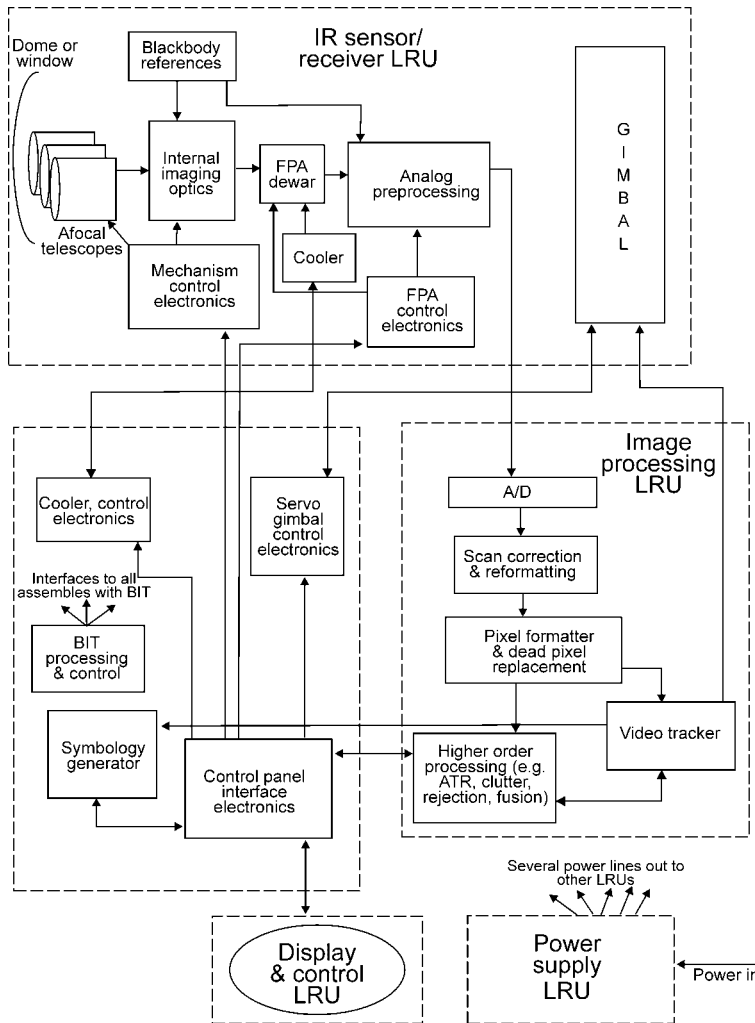 IR sensor/
receiver LRU
Dome or
window
Blackbody
references
Internal
imaging
optics
FPA
dewar
Analog
preprocessing
G
I
M
B
A
L
Afocal
telescopes
Cooler
Mechanism
control
electronics
FPA
control
electronics
Image
processing
LRU
Cooler, control
electronics
Servo
gimbal
control
electronics
A/D
Scan correction
& reformatting
Interfaces to all
assembles with BIT
BIT
processing
& control
Pixel formatter
& dead pixel
replacement
Symbology
generator
Control panel
interface
electronics
Higher order
processing (e.g.
ATR, clutter,
rejection, fusion)
Video tracker
Several power lines out to
other LRUs
Display
& control
LRU
Power
supply
LRU
Power in